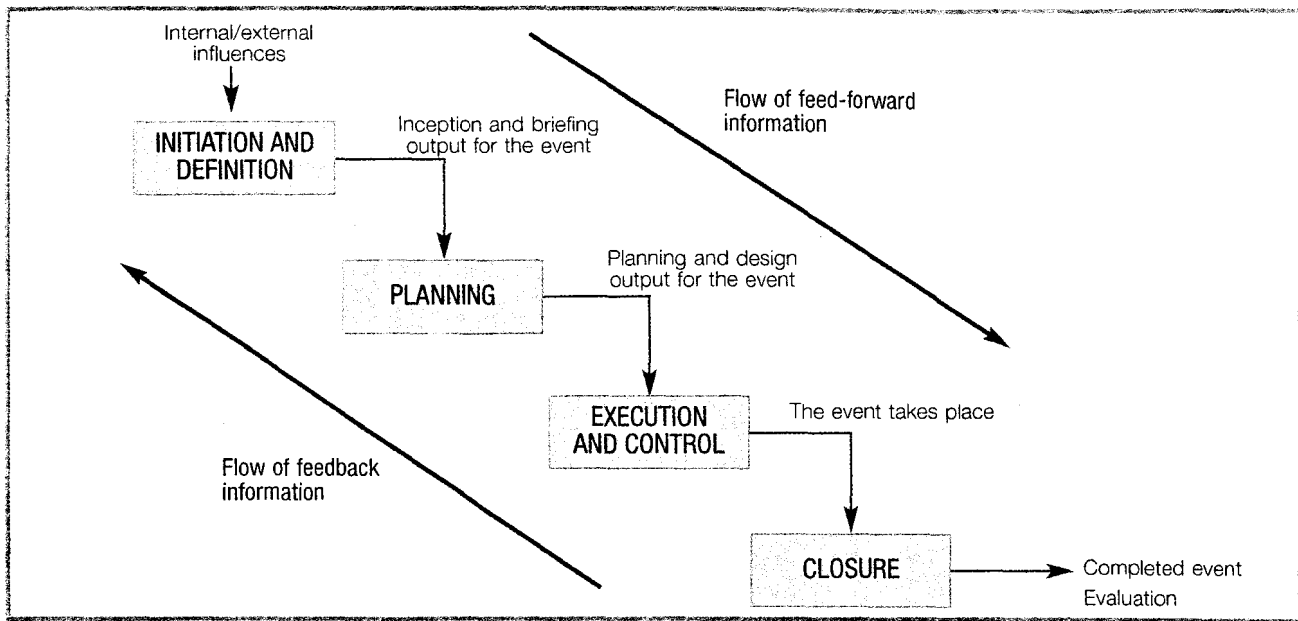 Internal/external
influences
INITIATION AND
DEFINITION
Inception and briefing
output for the event
Flow of feed-forward
information
PLANNING
Planning and design
output for the event
EXECUTION
AND CONTROL
The event takes place
Flow of feedback
information
CLOSURE
Completed event
Evaluation